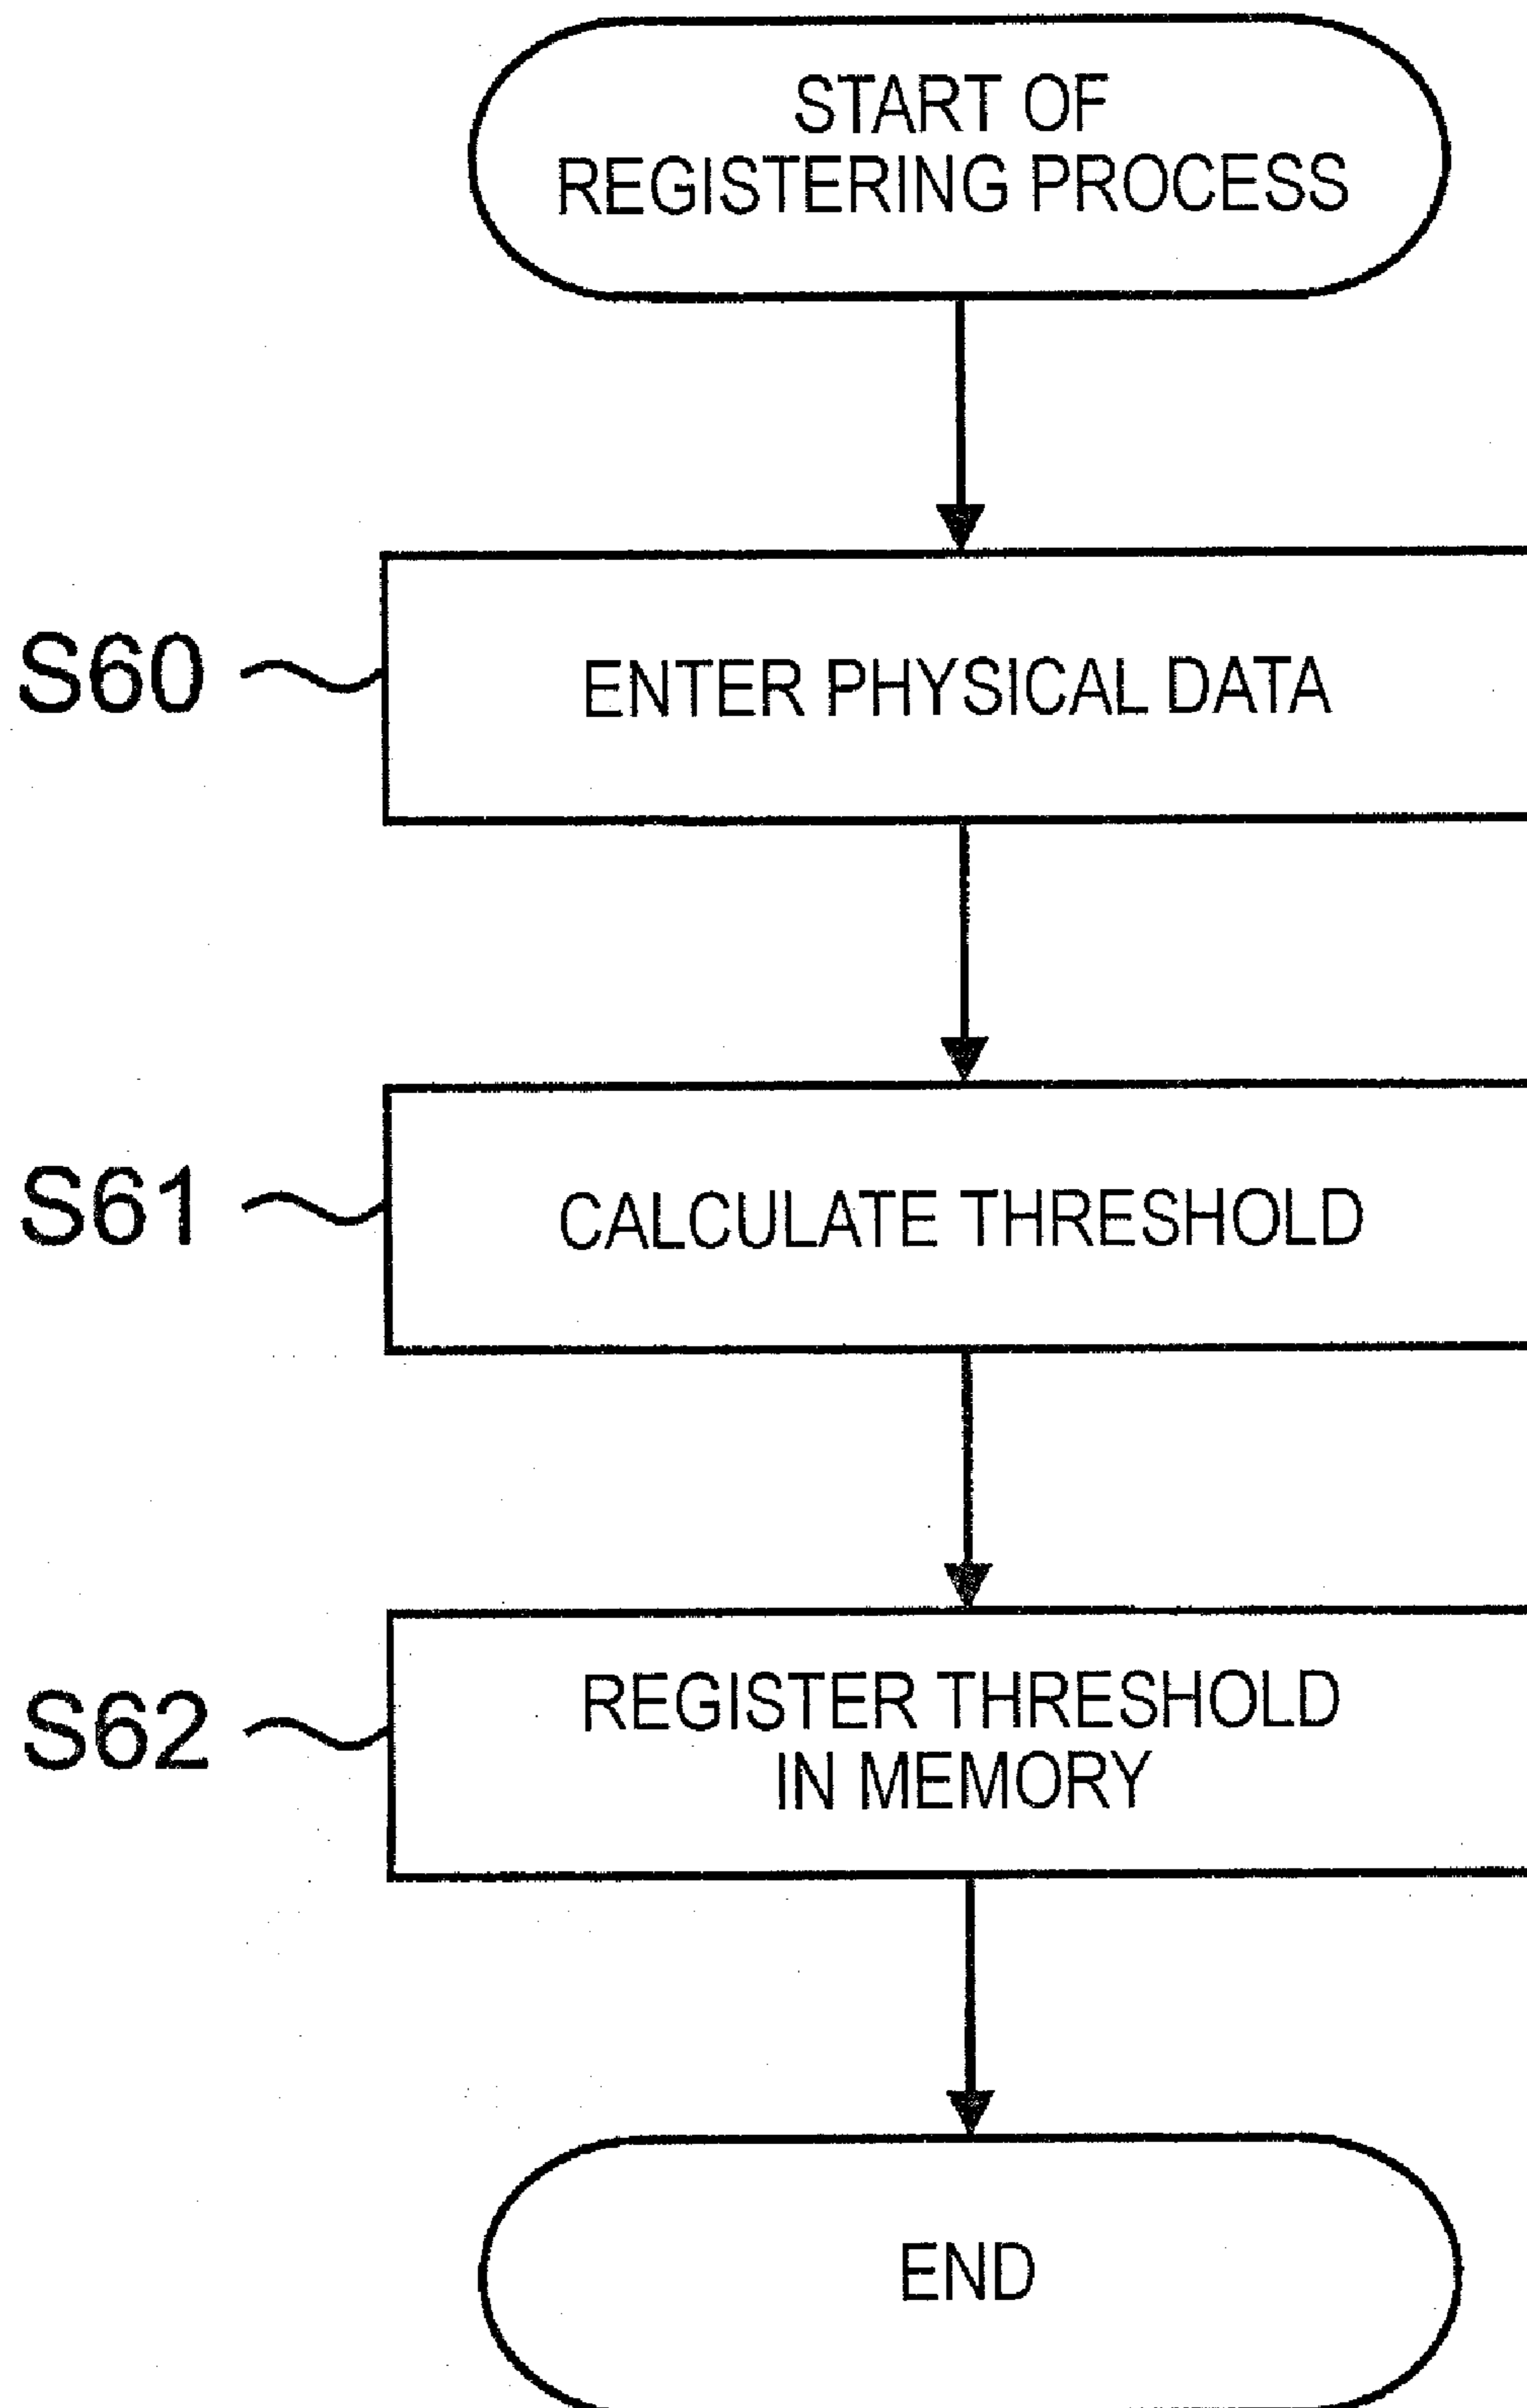 START OF
REGISTERING PROCESS
S60
ENTER PHYSICAL DATA
S61
CALCULATE THRESHOLD
S62
REGISTER THRESHOLD
IN MEMORY
END